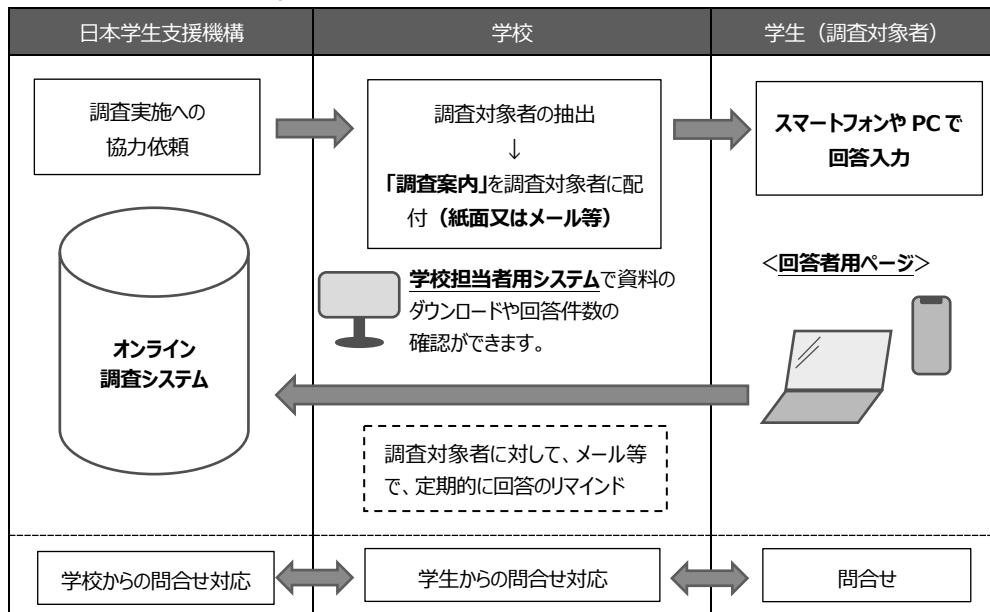 日本学生支援機構
学校
学生（調査対象者）
調査実施への
協力依頼
調査対象者の抽出
↓
「調査案内」を調査対象者に配
付（紙面又はメール等）
スマートフォンや PC で
回答入力
学校担当者用システムで資料の
ダウンロードや回答件数の
確認ができます。
<回答者用ページ>
オンライン
調査システム
調査対象者に対して、メール等
で、定期的に回答のリマインド
学校からの問合せ対応
学生からの問合せ対応
問合せ